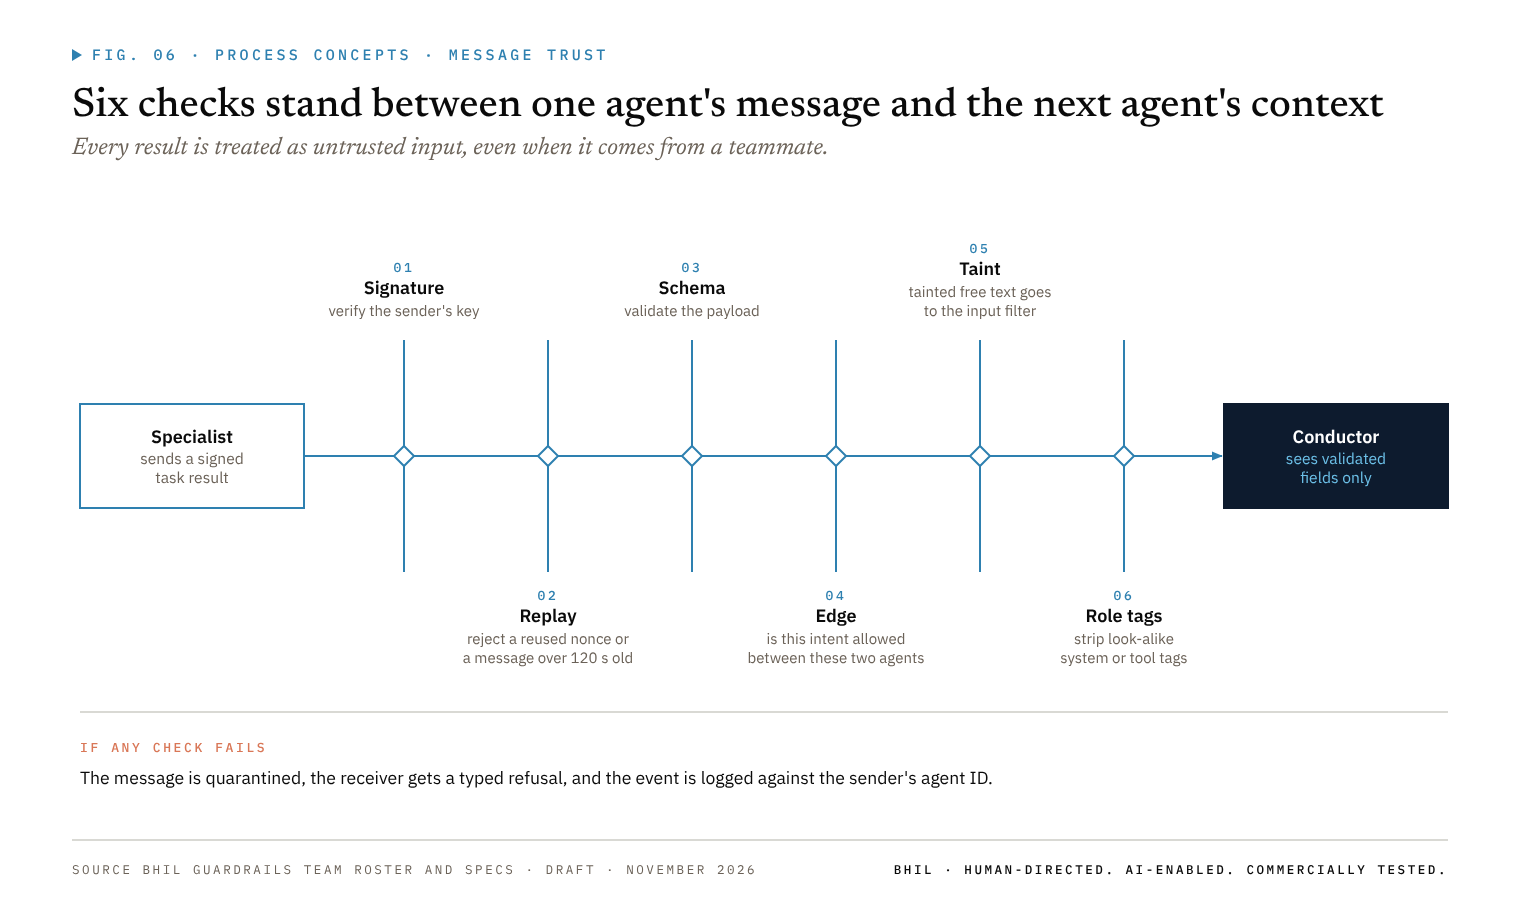 FIG. 06 · PROCESS CONCEPTS · MESSAGE TRUST
Six checks stand between one agent's message and the next agent's context
Every result is treated as untrusted input, even when it comes from a teammate.
01
Signature
verify the sender's key
03
Schema
validate the payload
05
Taint
tainted free text goes
to the input filter
Specialist
sends a signed
task result
Conductor
sees validated
fields only
02
Replay
reject a reused nonce or
a message over 120 s old
04
Edge
is this intent allowed
between these two agents
06
Role tags
strip look-alike
system or tool tags
IF ANY CHECK FAILS
The message is quarantined, the receiver gets a typed refusal, and the event is logged against the sender's agent ID.
SOURCE BHIL GUARDRAILS TEAM ROSTER AND SPECS · DRAFT · NOVEMBER 2026
BHIL · HUMAN-DIRECTED. AI-ENABLED. COMMERCIALLY TESTED.